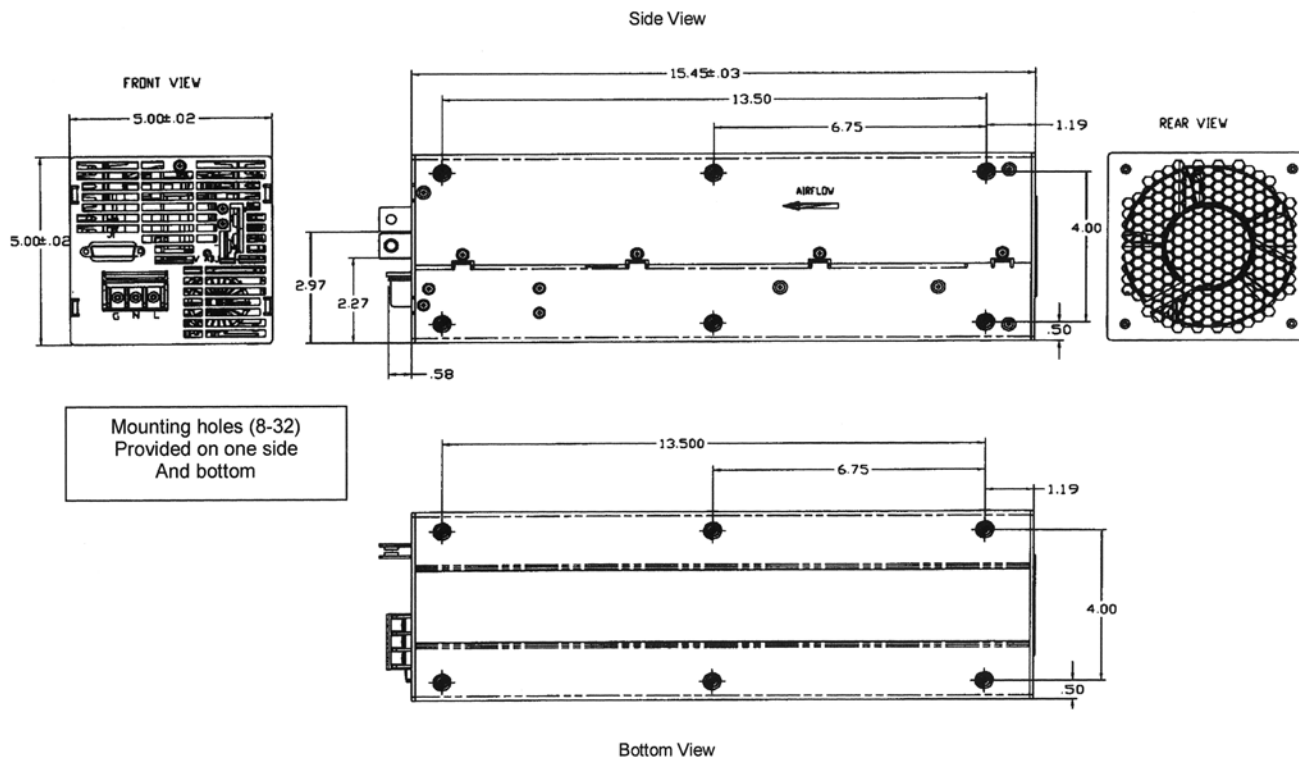 Side View
FRONT VIEW
5.00±.02
5.00±.02
G N L
15.45±.03
13.50
6.75
1.19
AIRFLOW
4.00
.50
2.97
2.27
.58
REAR VIEW
Mounting holes (8-32)
Provided on one side
And bottom
13.500
6.75
1.19
4.00
.50
Bottom View